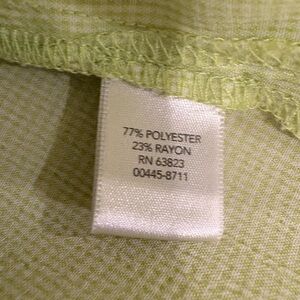 77% POLYESTER
23% RAYON
RN 63823
00445-8711